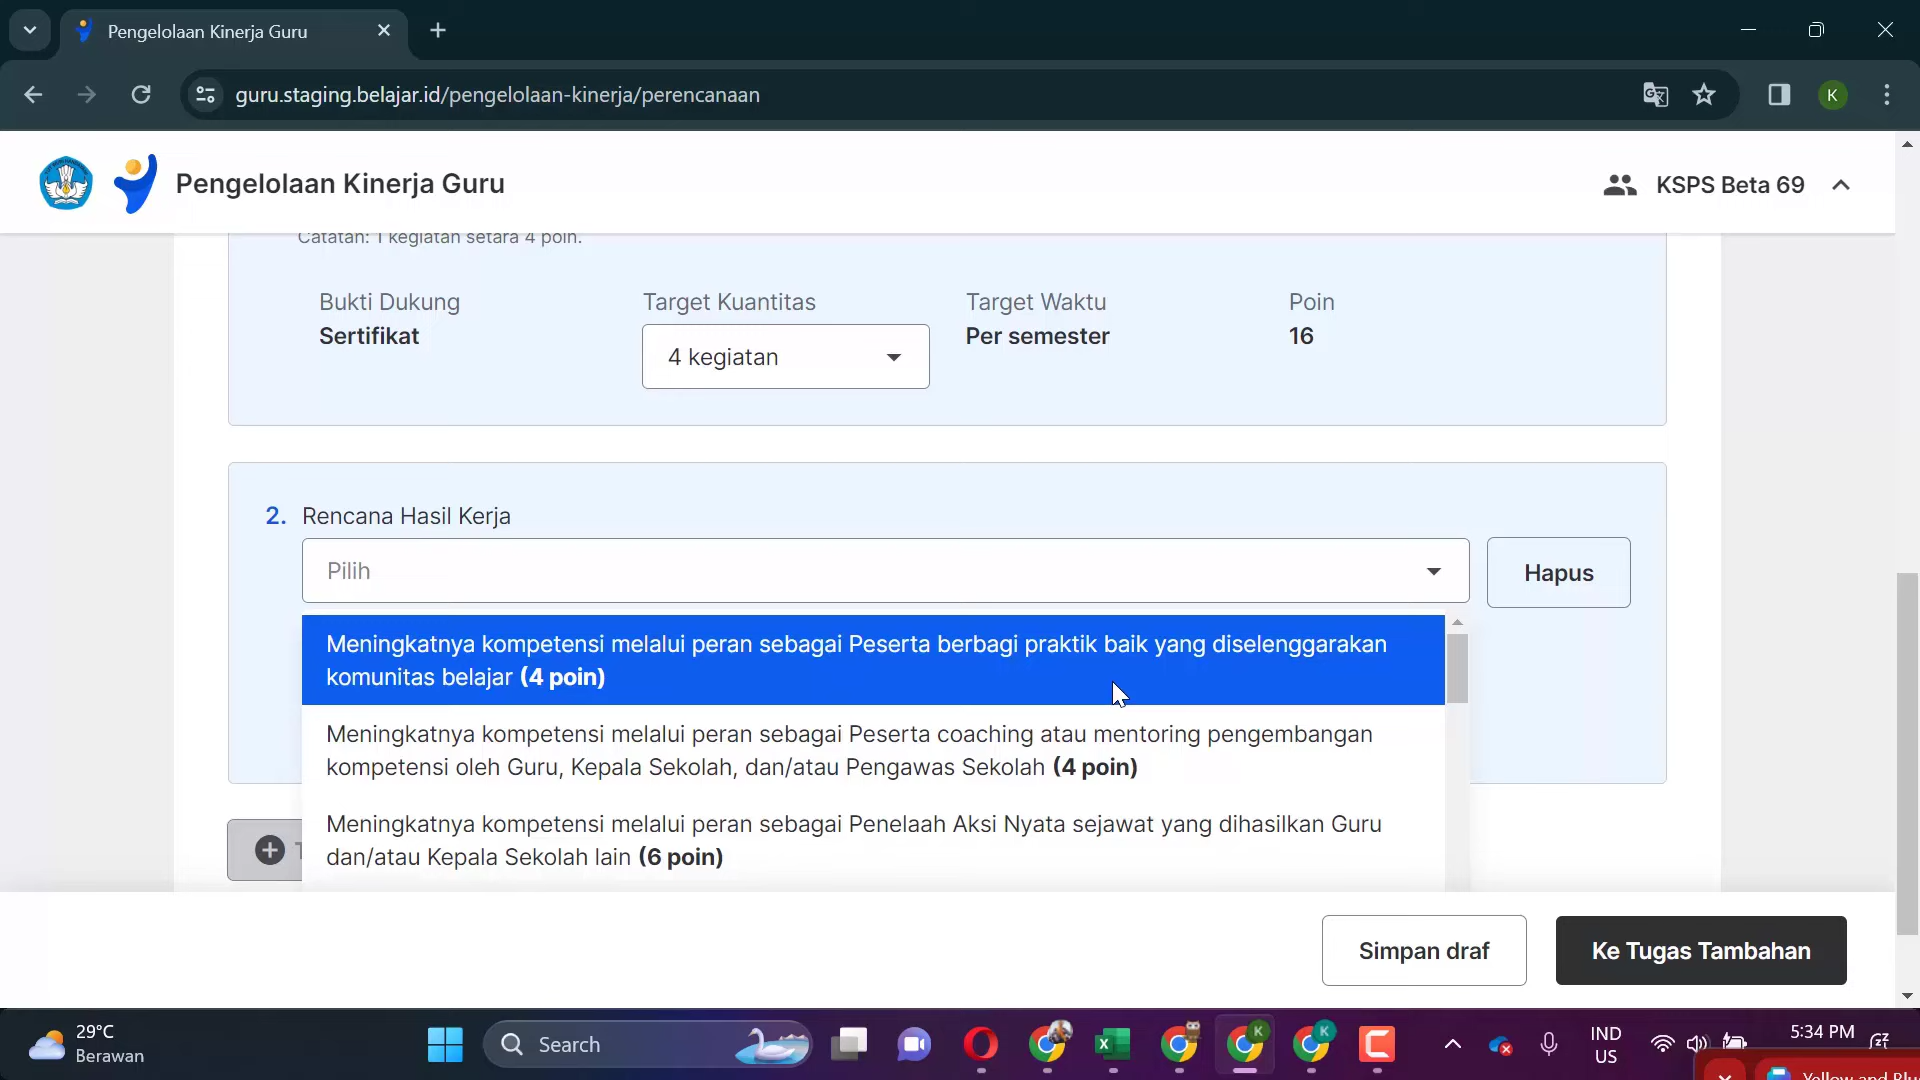 Pengelolaan Kinerja Guru
guru.staging.belajar.id/pengelolaan-kinerja/perencanaan
K
Pengelolaan Kinerja Guru
KSPS Beta 69
Catatan: 1 kegiatan setara 4 poin.
Bukti Dukung
Target Kuantitas
Target Waktu
Poin
Sertifikat
4 kegiatan
Per semester
16
2. Rencana Hasil Kerja
Pilih
Hapus
Meningkatnya kompetensi melalui peran sebagai Peserta berbagi praktik baik yang diselenggarakan
komunitas belajar (4 poin)
Meningkatnya kompetensi melalui peran sebagai Peserta coaching atau mentoring pengembangan
kompetensi oleh Guru, Kepala Sekolah, dan/atau Pengawas Sekolah (4 poin)
Meningkatnya kompetensi melalui peran sebagai Penelaah Aksi Nyata sejawat yang dihasilkan Guru
dan/atau Kepala Sekolah lain (6 poin)
Simpan draf
Ke Tugas Tambahan
29°C
Berawan
Search
IND
US
5:34 PM